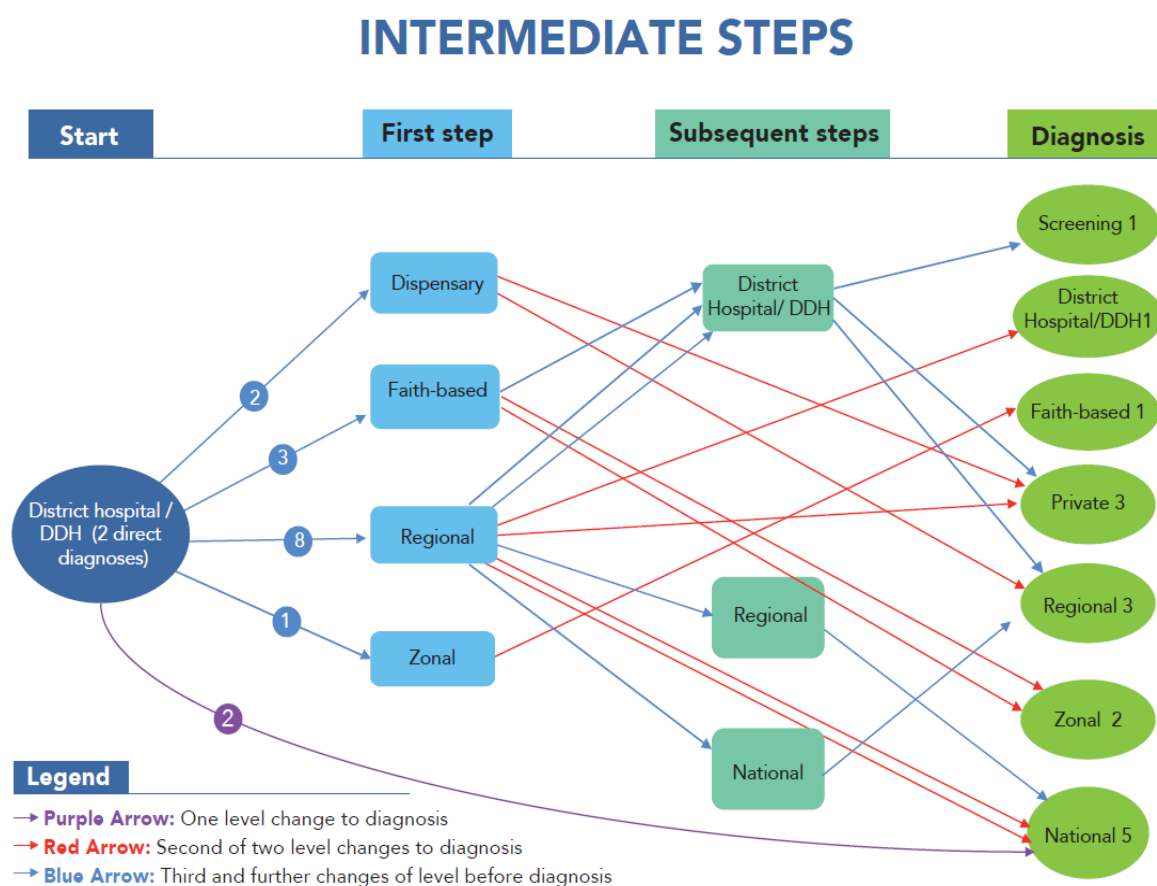 INTERMEDIATE STEPS
Start
First step
Subsequent steps
Diagnosis
District hospital /
DDH (2 direct
diagnoses)
2
3
8
1
2
Dispensary
Faith-based
Regional
Zonal
District
Hospital/ DDH
Regional
National
Screening 1
District
Hospital/DDH1
Faith-based 1
Private 3
Regional 3
Zonal 2
National 5
Legend
Purple Arrow: One level change to diagnosis
Red Arrow: Second of two level changes to diagnosis
Blue Arrow: Third and further changes of level before diagnosis